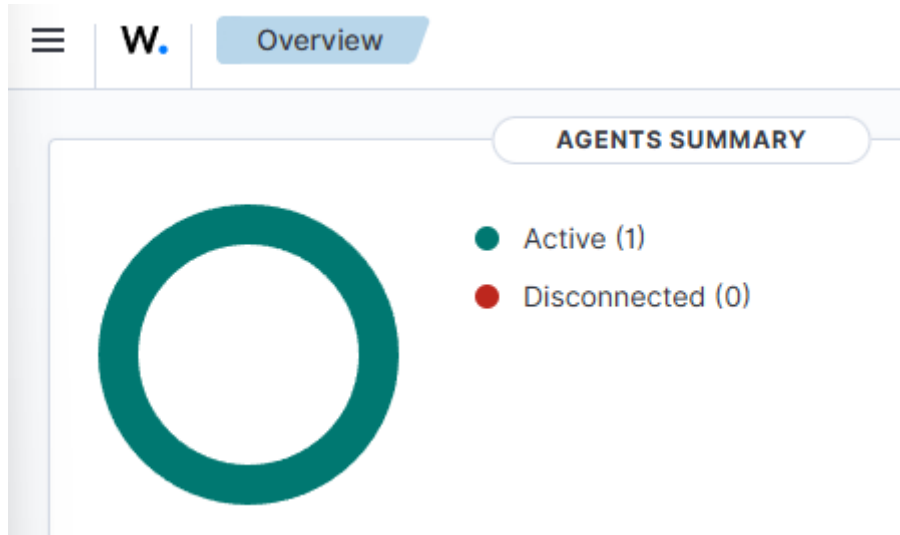 W. Overview
AGENTS SUMMARY
Active (1)
Disconnected (0)